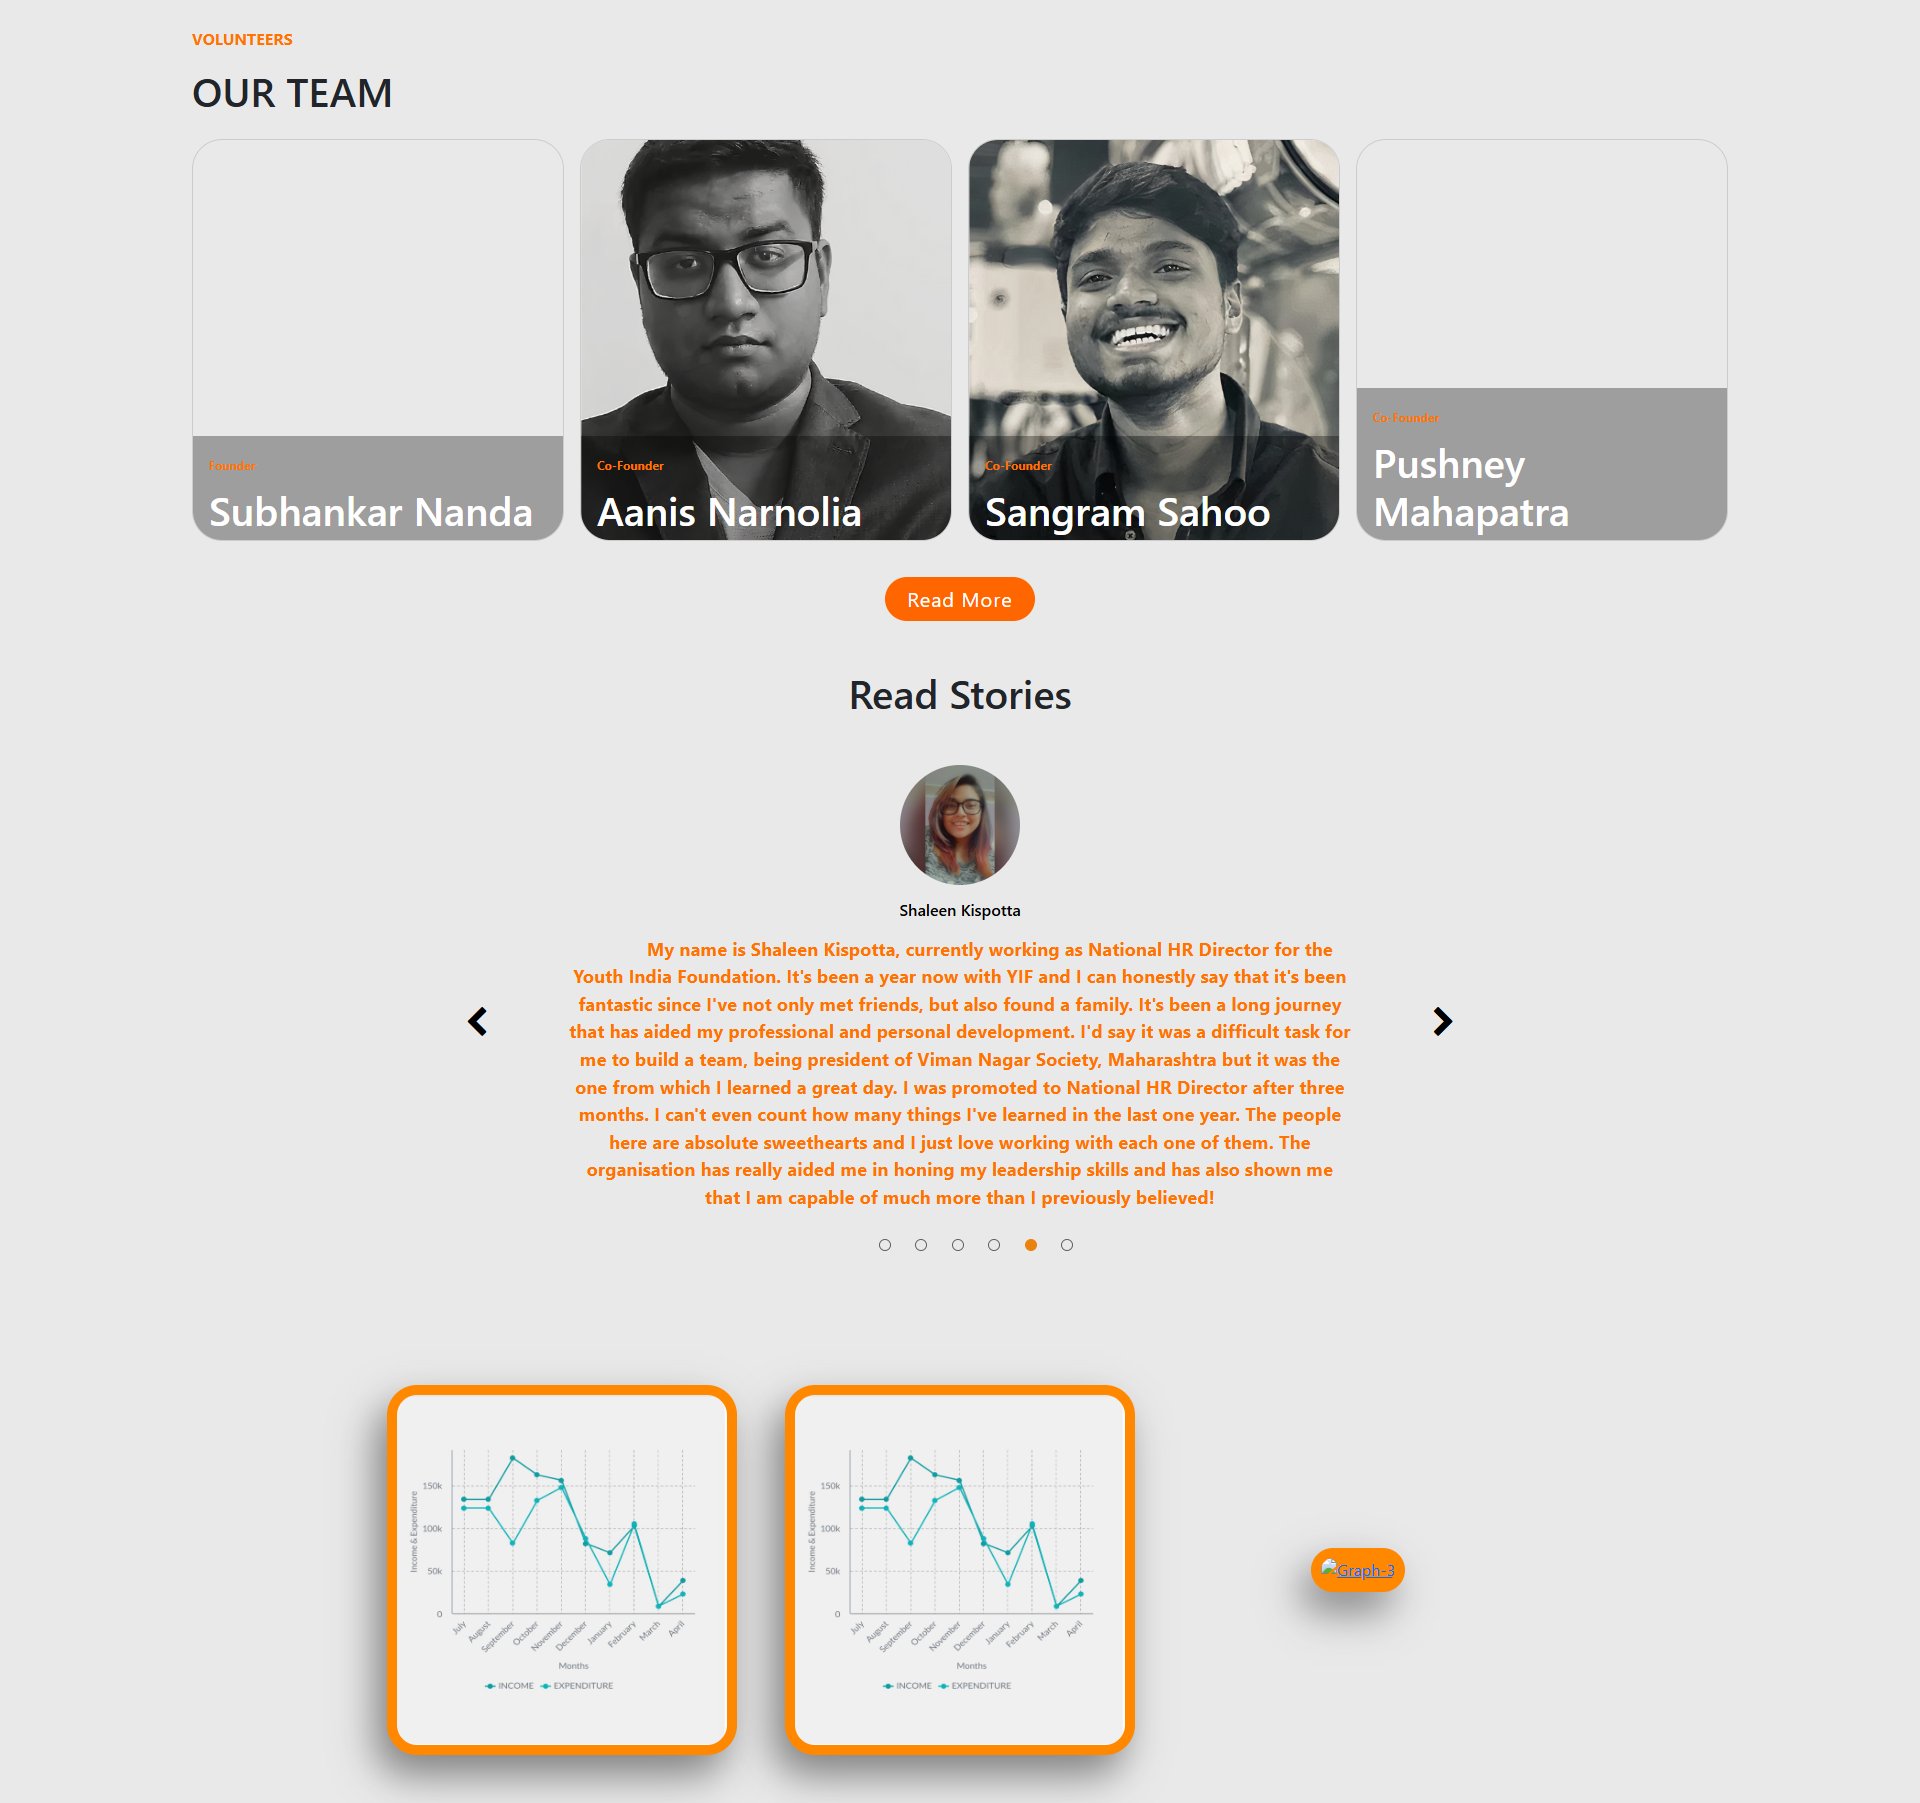 VOLUNTEERS
OUR TEAM
Founder
Subhankar Nanda
Co-Founder
Aanis Narnolia
Co-Founder
Sangram Sahoo
Co-Founder
Pushney
Mahapatra
Read More
Read Stories
Shaleen Kispotta
My name is Shaleen Kispotta, currently working as National HR Director for the
Youth India Foundation. It's been a year now with YIF and I can honestly say that it's been
fantastic since I've not only met friends, but also found a family. It's been a long journey
that has aided my professional and personal development. I'd say it was a difficult task for
me to build a team, being president of Viman Nagar Society, Maharashtra but it was the
one from which I learned a great day. I was promoted to National HR Director after three
months. I can't even count how many things I've learned in the last one year. The people
here are absolute sweethearts and I just love working with each one of them. The
organisation has really aided me in honing my leadership skills and has also shown me
that I am capable of much more than I previously believed!
Income & Expenditure
150k
100k
50k
0
July
August
September
October
November
December
January
February
March
April
Months
INCOME EXPENDITURE
Income & Expenditure
150k
100k
50k
0
July
August
September
October
November
December
January
February
March
April
Months
INCOME EXPENDITURE
Graph-3